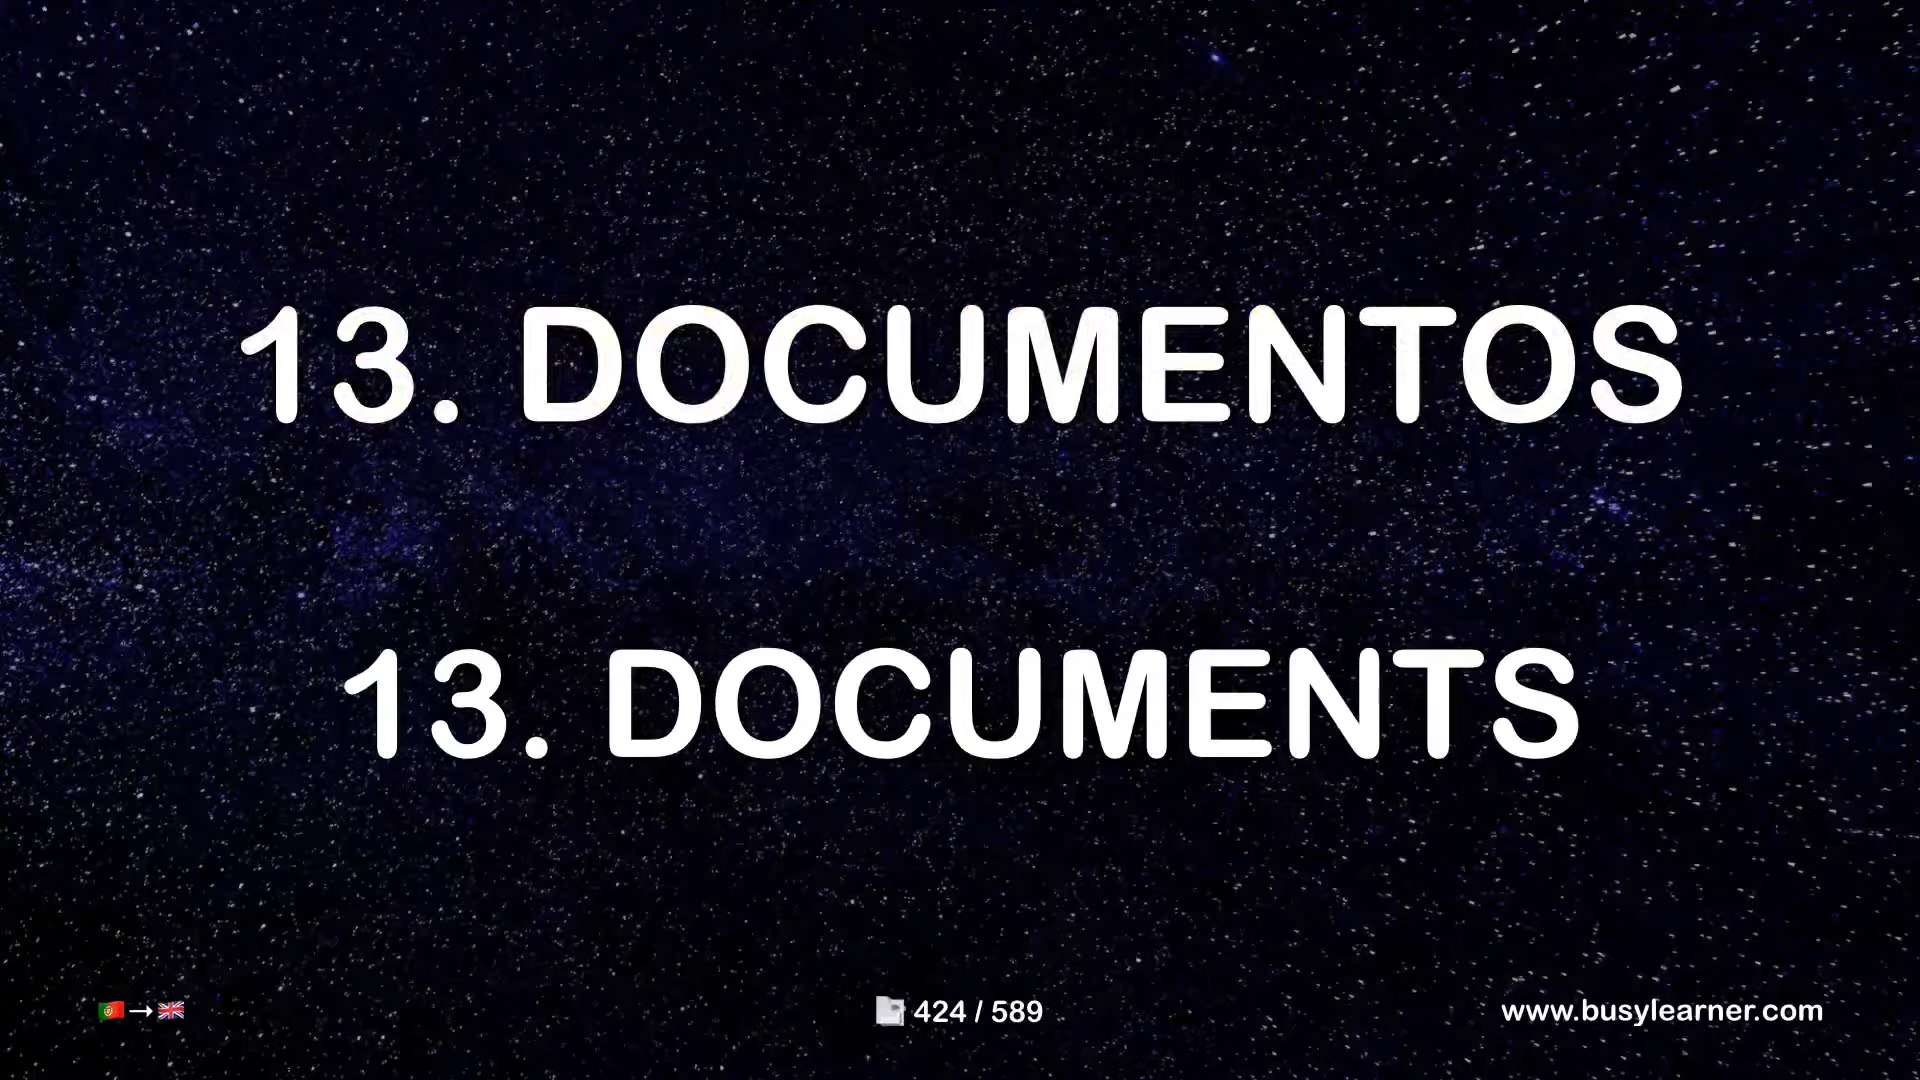 13. DOCUMENTOS
13. DOCUMENTS
424 / 589
www.busylearner.com